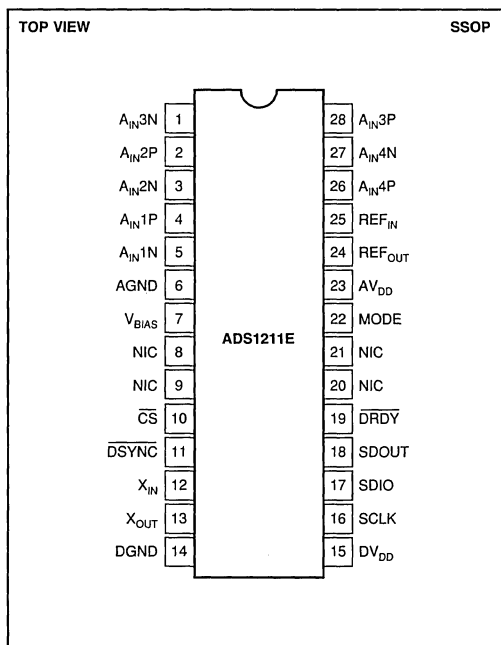 TOP VIEW SSOP
A_IN3N 1 28 A_IN3P
A_IN2P 2 27 A_IN4N
A_IN2N 3 26 A_IN4P
A_IN1P 4 25 REF_IN
A_IN1N 5 24 REF_OUT
AGND 6 23 AV_DD
V_BIAS 7 22 MODE
ADS1211E
NIC 8 21 NIC
NIC 9 20 NIC
C̅S̅ 10 19 D̅R̅D̅Y̅
D̅S̅Y̅N̅C̅ 11 18 SDOUT
X_IN 12 17 SDIO
X_OUT 13 16 SCLK
DGND 14 15 DV_DD